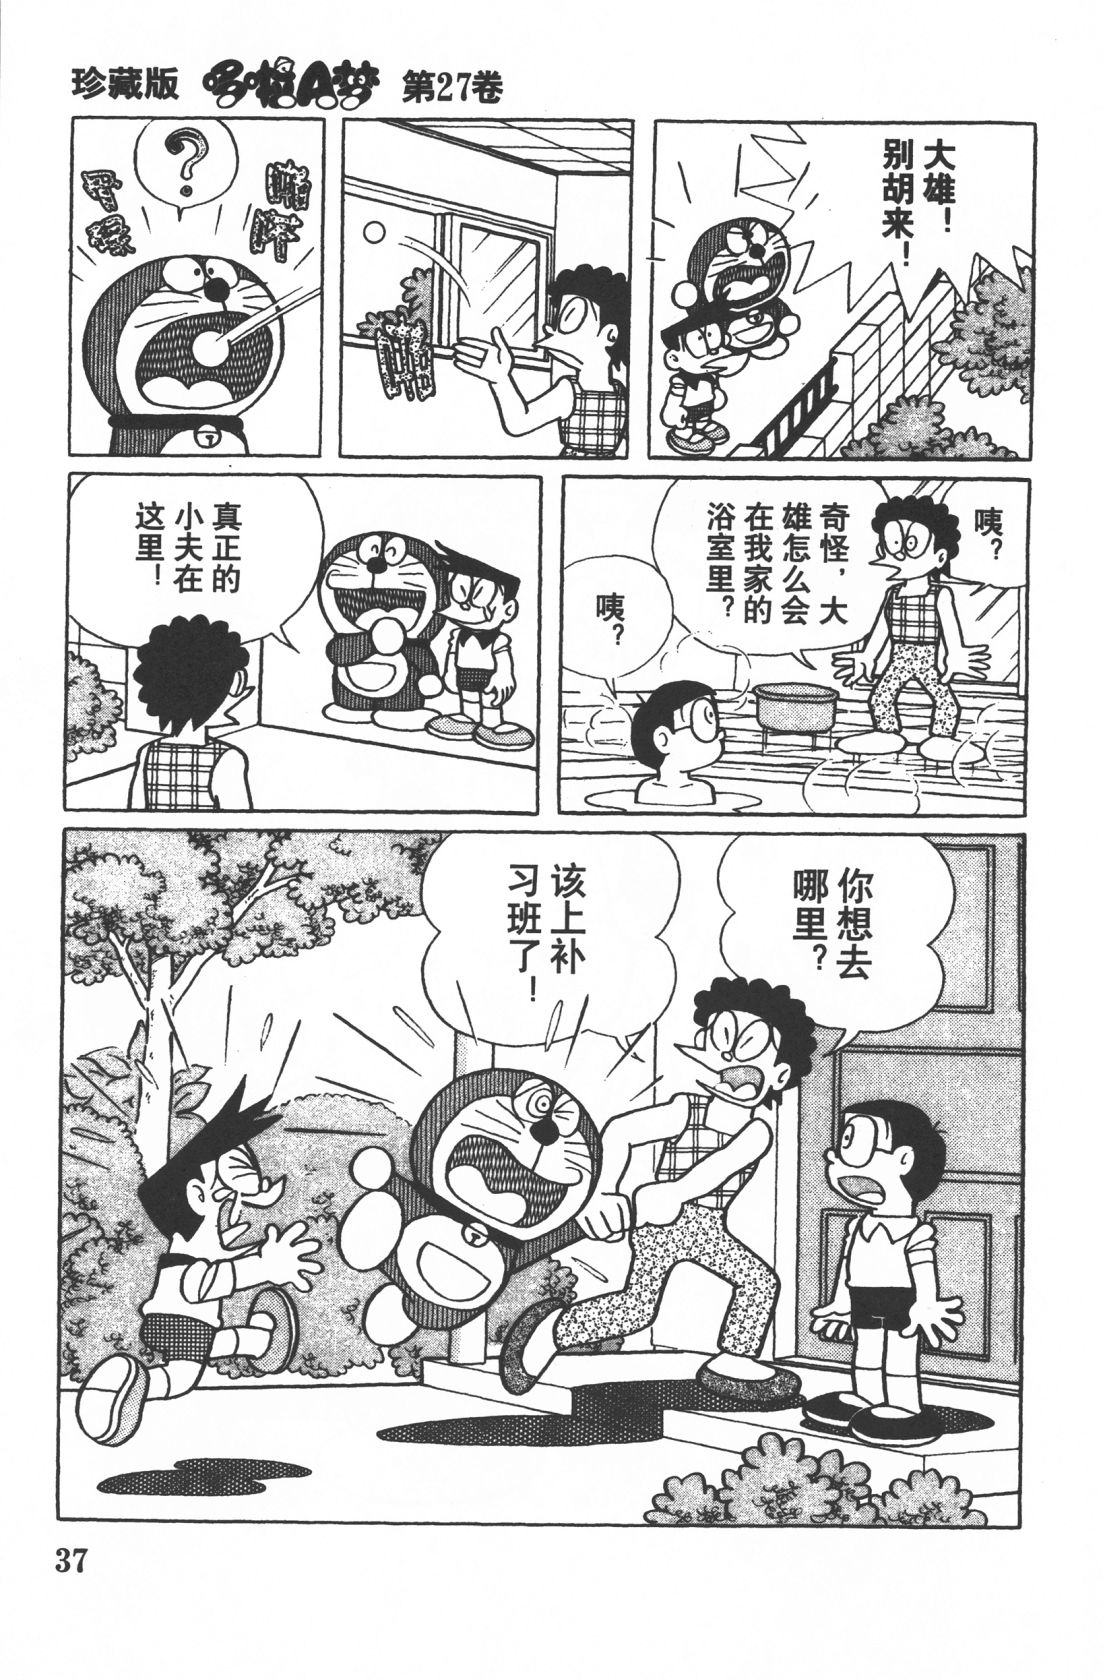 珍藏版 哆啦A梦 第27卷
大雄!
别胡来!
咦?
奇怪,大
雄怎么会
在我家的
浴室里?
咦?
真正的
小夫在
这里!
你想去
哪里?
该上补
习班了!
37